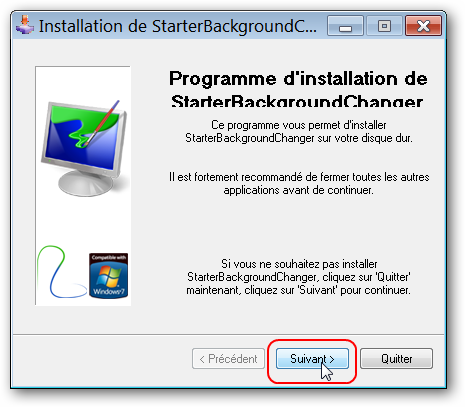 Installation de StarterBackgroundC...
Programme d'installation de
StarterBackgroundChanger
Ce programme vous permet d'installer
StarterBackgroundChanger sur votre disque dur.
Il est fortement recommandé de fermer toutes les autres
applications avant de continuer.
Compatible with
Windows 7
Si vous ne souhaitez pas installer
StarterBackgroundChanger, cliquez sur 'Quitter'
maintenant, cliquez sur 'Suivant' pour continuer.
< Précédent
Suivant >
Quitter